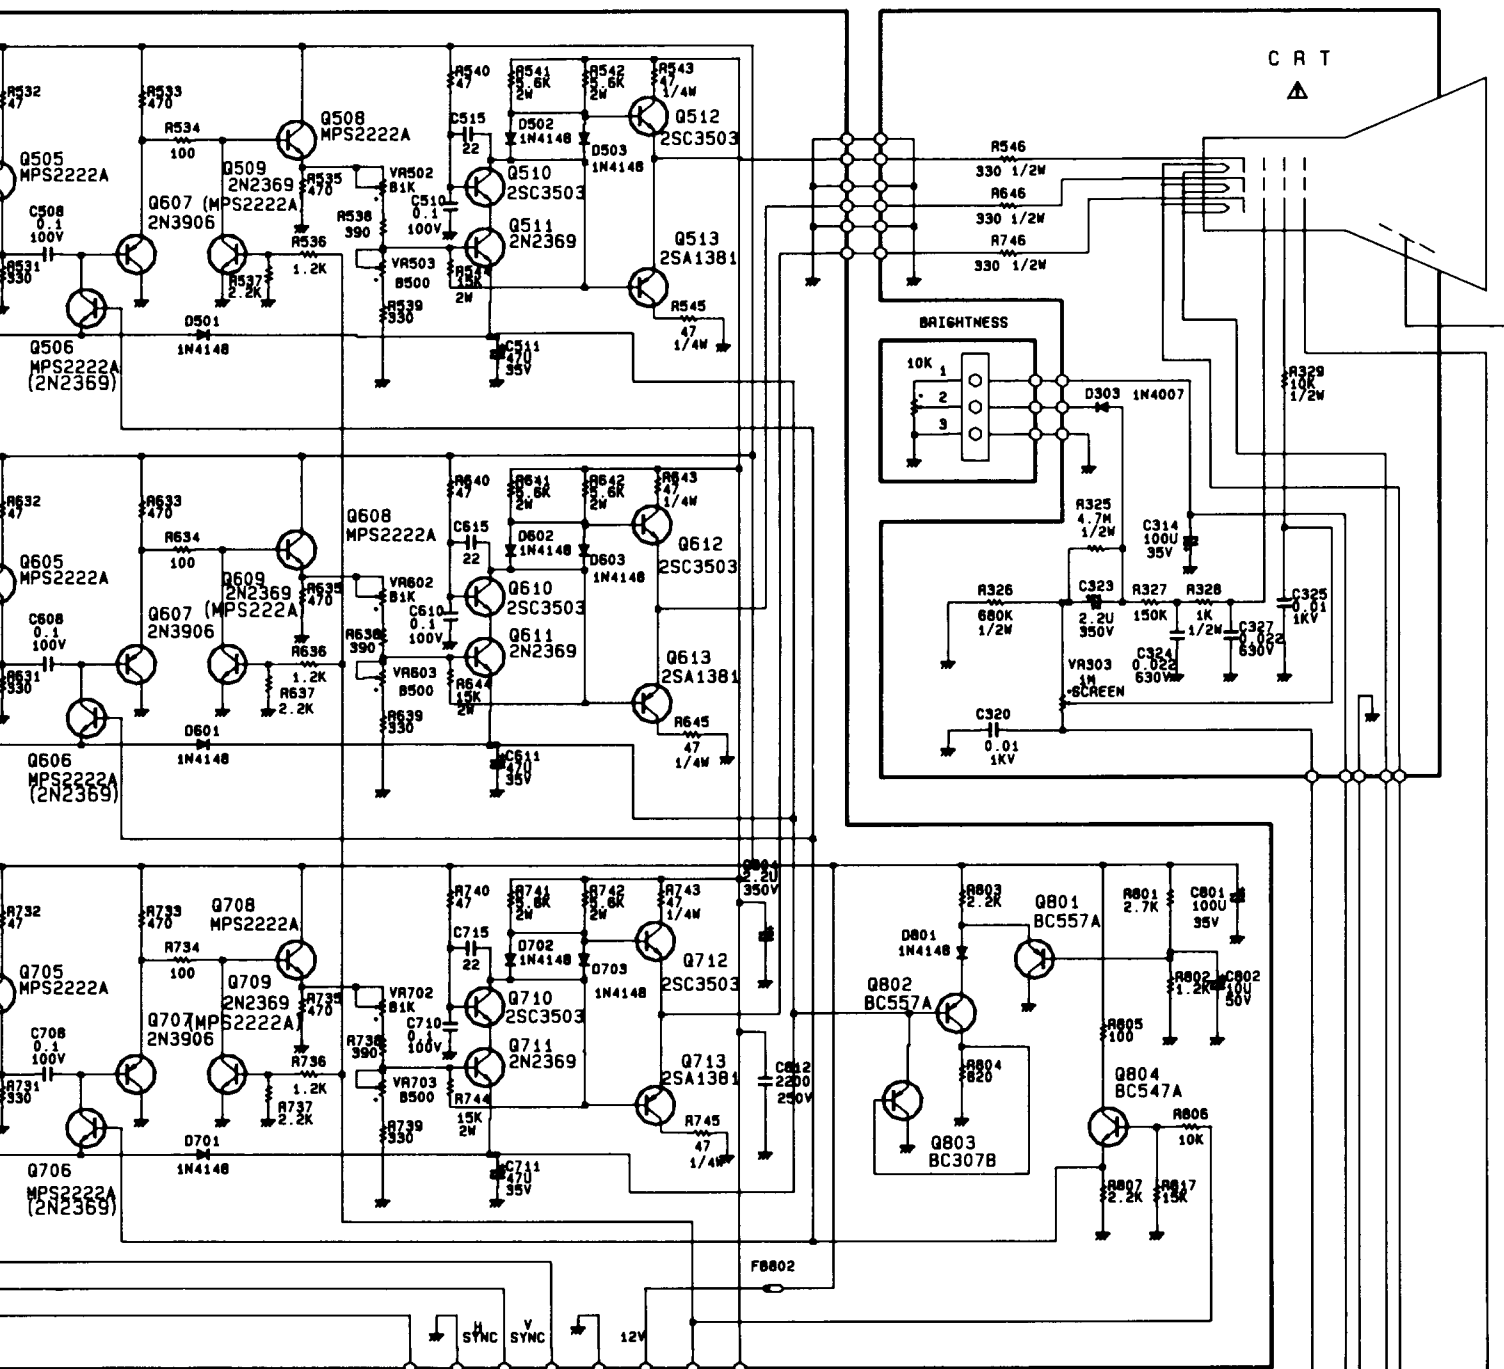 C R T
R532
47
R533
470
R534
100
Q508
MPS2222A
R540
47
C515
22
R541
5.6K
2W
R542
5.6K
2W
R543
47
1/4W
D502
1N4148
D503
1N4148
Q512
2SC3503
Q505
MPS2222A
Q509
2N2369
(MPS2222A)
R535
470
VR502
B1K
Q510
2SC3503
Q607
2N3906
C508
0.1
100V
R538
390
C510
0.1
100V
Q511
2N2369
R531
330
R536
1.2K
R537
2.2K
VR503
B500
15K
2W
Q513
2SA1381
R539
330
R545
47
1/4W
D501
1N4148
C511
47U
35V
Q506
MPS2222A
(2N2369)
R546
330 1/2W
R646
330 1/2W
R746
330 1/2W
BRIGHTNESS
10K
1
2
3
D303 1N4007
R329
10K
1/2W
R325
4.7M
1/2W
C314
100U
35V
R326
680K
1/2W
C323
2.2U
350V
R327
150K
R328
1K
1/2W
C325
0.01
1KV
C324
0.022
630V
C327
0.022
630V
VR303
1M
SCREEN
C320
0.01
1KV
R632
47
R633
470
R634
100
Q608
MPS2222A
R640
47
C615
22
R641
5.6K
2W
R642
5.6K
2W
R643
47
1/4W
D602
1N4148
D603
1N4148
Q612
2SC3503
Q605
MPS2222A
Q609
2N2369
(MPS222A)
R635
470
VR602
B1K
Q610
2SC3503
Q607
2N3906
C608
0.1
100V
R638
390
C610
0.1
100V
Q611
2N2369
R631
330
R636
1.2K
R637
2.2K
VR603
B500
R644
15K
2W
Q613
2SA1381
R639
330
R645
47
1/4W
D601
1N4148
C611
47U
35V
Q606
MPS2222A
(2N2369)
R732
47
R733
470
R734
100
Q708
MPS2222A
R740
47
C715
22
R741
5.6K
2W
R742
5.6K
2W
R743
47
1/4W
2.2U
350V
D702
1N4148
D703
1N4148
Q712
2SC3503
Q705
MPS2222A
Q709
2N2369
(MPS2222A)
R735
470
VR702
B1K
Q710
2SC3503
Q707
2N3906
C708
0.1
100V
R738
390
C710
0.1
100V
Q711
2N2369
R731
330
R736
1.2K
R737
2.2K
VR703
B500
R744
15K
2W
Q713
2SA1381
2200
250V
R739
330
R745
47
1/4W
D701
1N4148
C711
47U
35V
Q706
MPS2222A
(2N2369)
R803
2.2K
Q801
BC557A
R801
2.7K
C801
100U
35V
D801
1N4148
Q802
BC557A
R802
1.2K
C802
10U
50V
R805
100
R804
820
Q804
BC547A
R806
10K
Q803
BC307B
R807
2.2K
R817
15K
FB802
H
SYNC
V
SYNC
12V